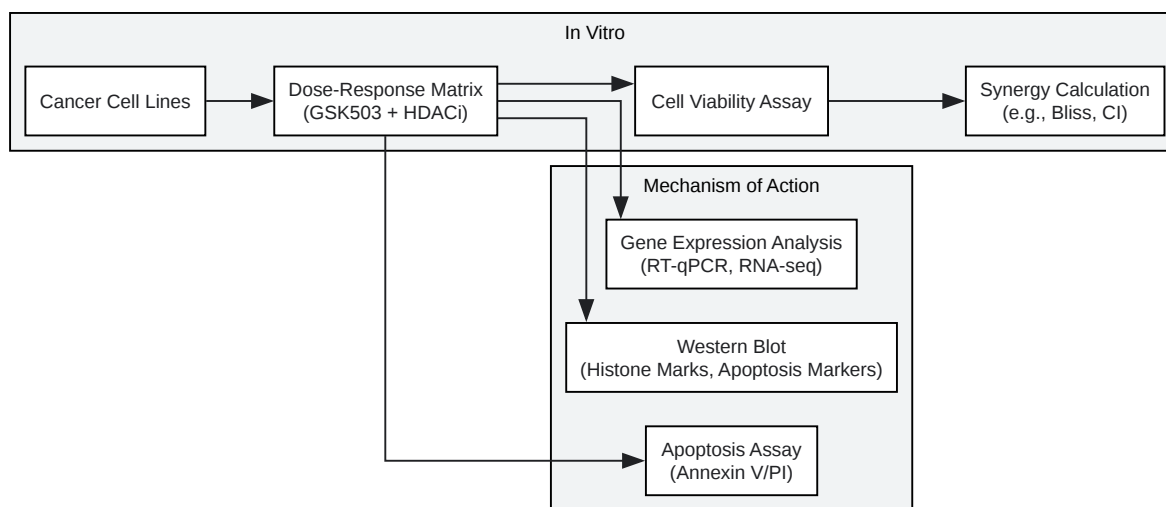 In Vitro
Cancer Cell Lines
Dose-Response Matrix
(GSK503 + HDACi)
Cell Viability Assay
Synergy Calculation
(e.g., Bliss, CI)
Mechanism of Action
Gene Expression Analysis
(RT-qPCR, RNA-seq)
Western Blot
(Histone Marks, Apoptosis Markers)
Apoptosis Assay
(Annexin V/PI)